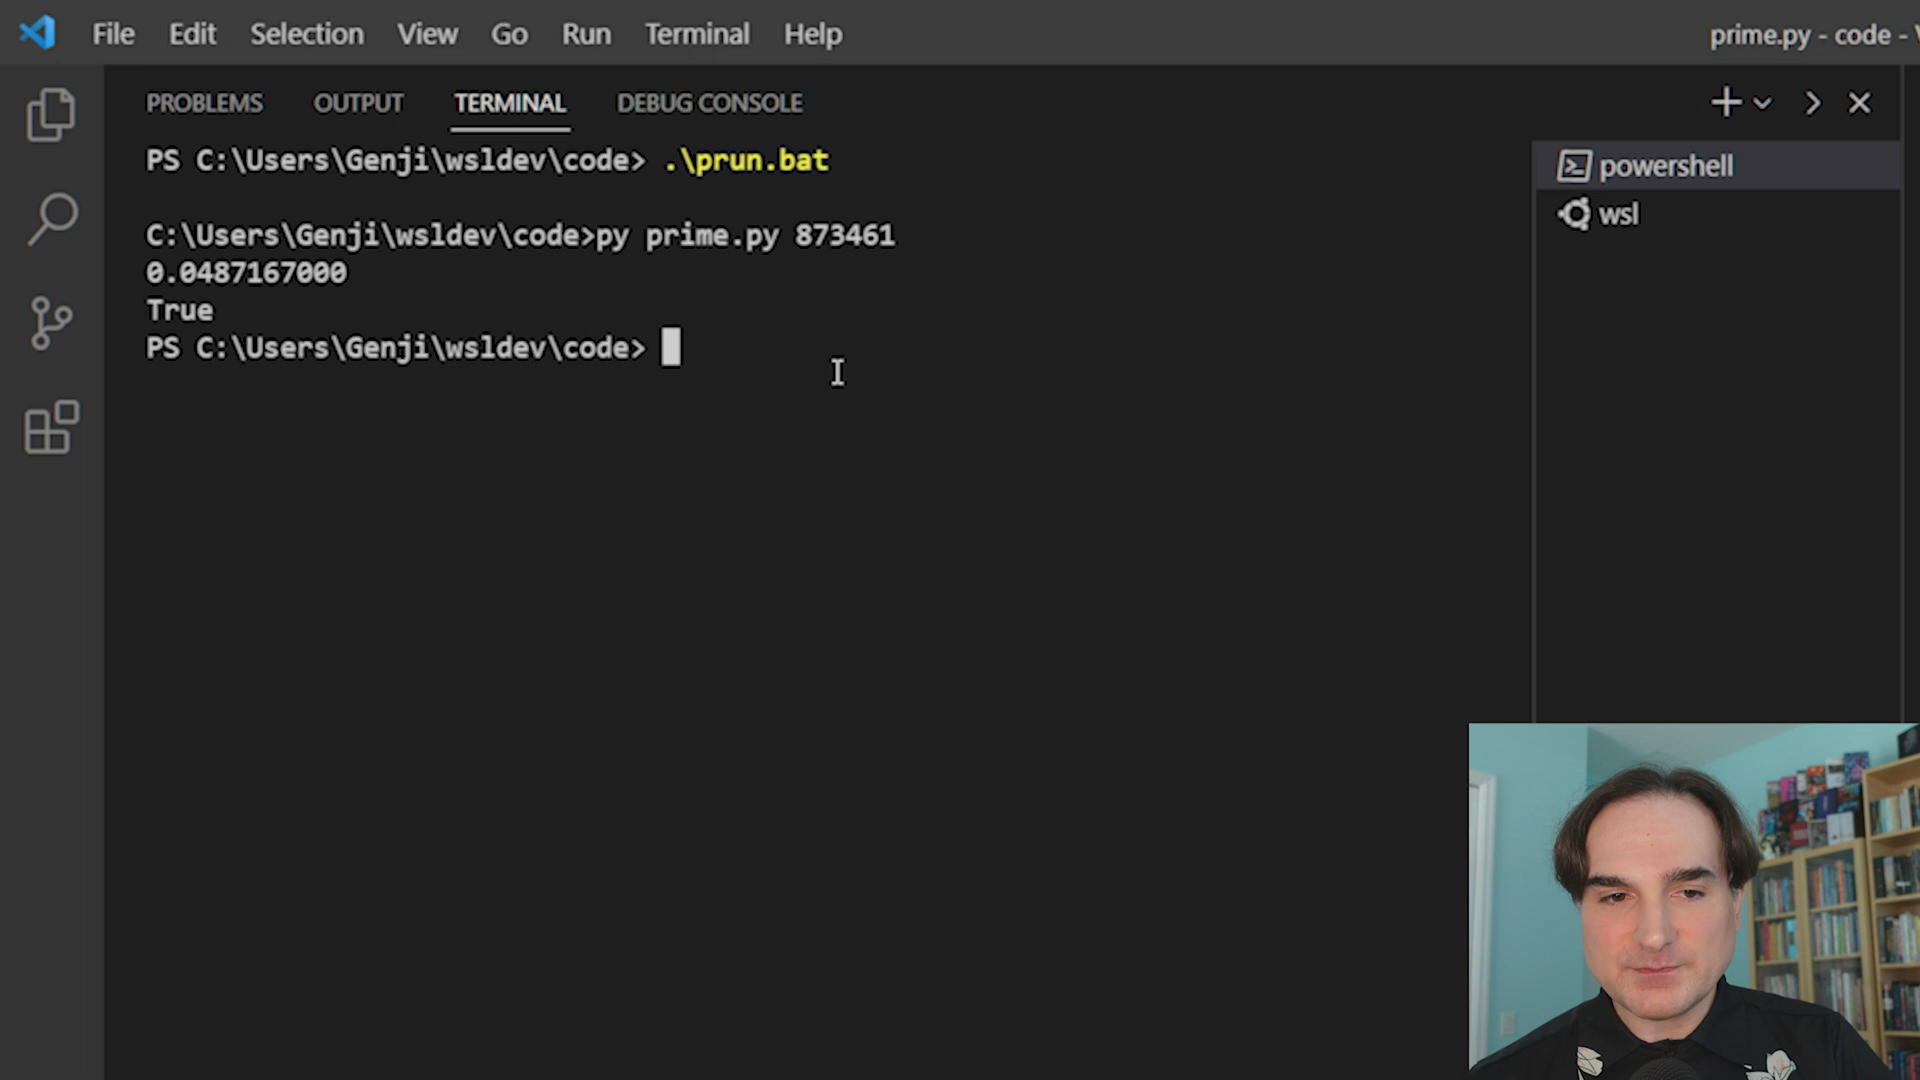 File Edit Selection View Go Run Terminal Help prime.py - code -
PROBLEMS OUTPUT TERMINAL DEBUG CONSOLE
PS C:\Users\Genji\wsldev\code> .\prun.bat
C:\Users\Genji\wsldev\code>py prime.py 873461
0.0487167000
True
PS C:\Users\Genji\wsldev\code>
powershell
wsl